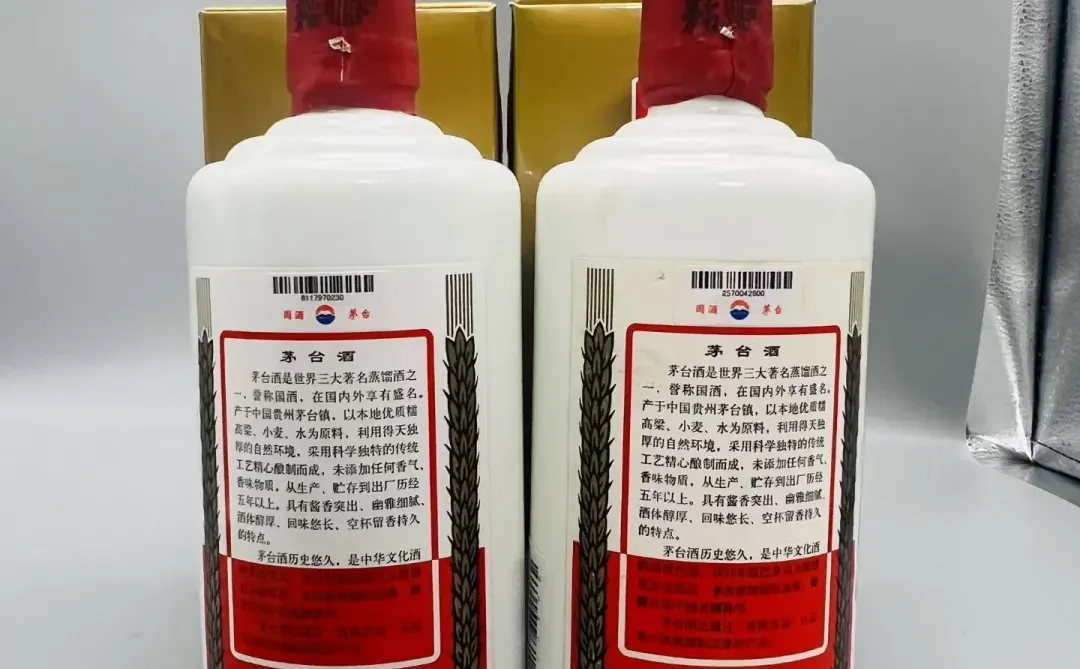 8117970230
国酒 茅台
茅台酒
茅台酒是世界三大著名蒸馏酒之
一，誉称国酒，在国内外享有盛名。
产于中国贵州茅台镇，以本地优质糯
高粱、小麦、水为原料，利用得天独
厚的自然环境，采用科学独特的传统
工艺精心酿制而成，未添加任何香气、
香味物质，从生产、贮存到出厂历经
五年以上。具有酱香突出、幽雅细腻、
酒体醇厚、回味悠长、空杯留香持久
的特点。
茅台酒历史悠久，是中华文化酒
2570042800
国酒 茅台
茅台酒
茅台酒是世界三大著名蒸馏酒之
一，誉称国酒，在国内外享有盛名。
产于中国贵州茅台镇，以本地优质糯
高粱、小麦、水为原料，利用得天独
厚的自然环境，采用科学独特的传统
工艺精心酿制而成，未添加任何香气、
香味物质，从生产、贮存到出厂历经
五年以上。具有酱香突出、幽雅细腻、
酒体醇厚、回味悠长、空杯留香持久
的特点。
茅台酒历史悠久，是中华文化酒